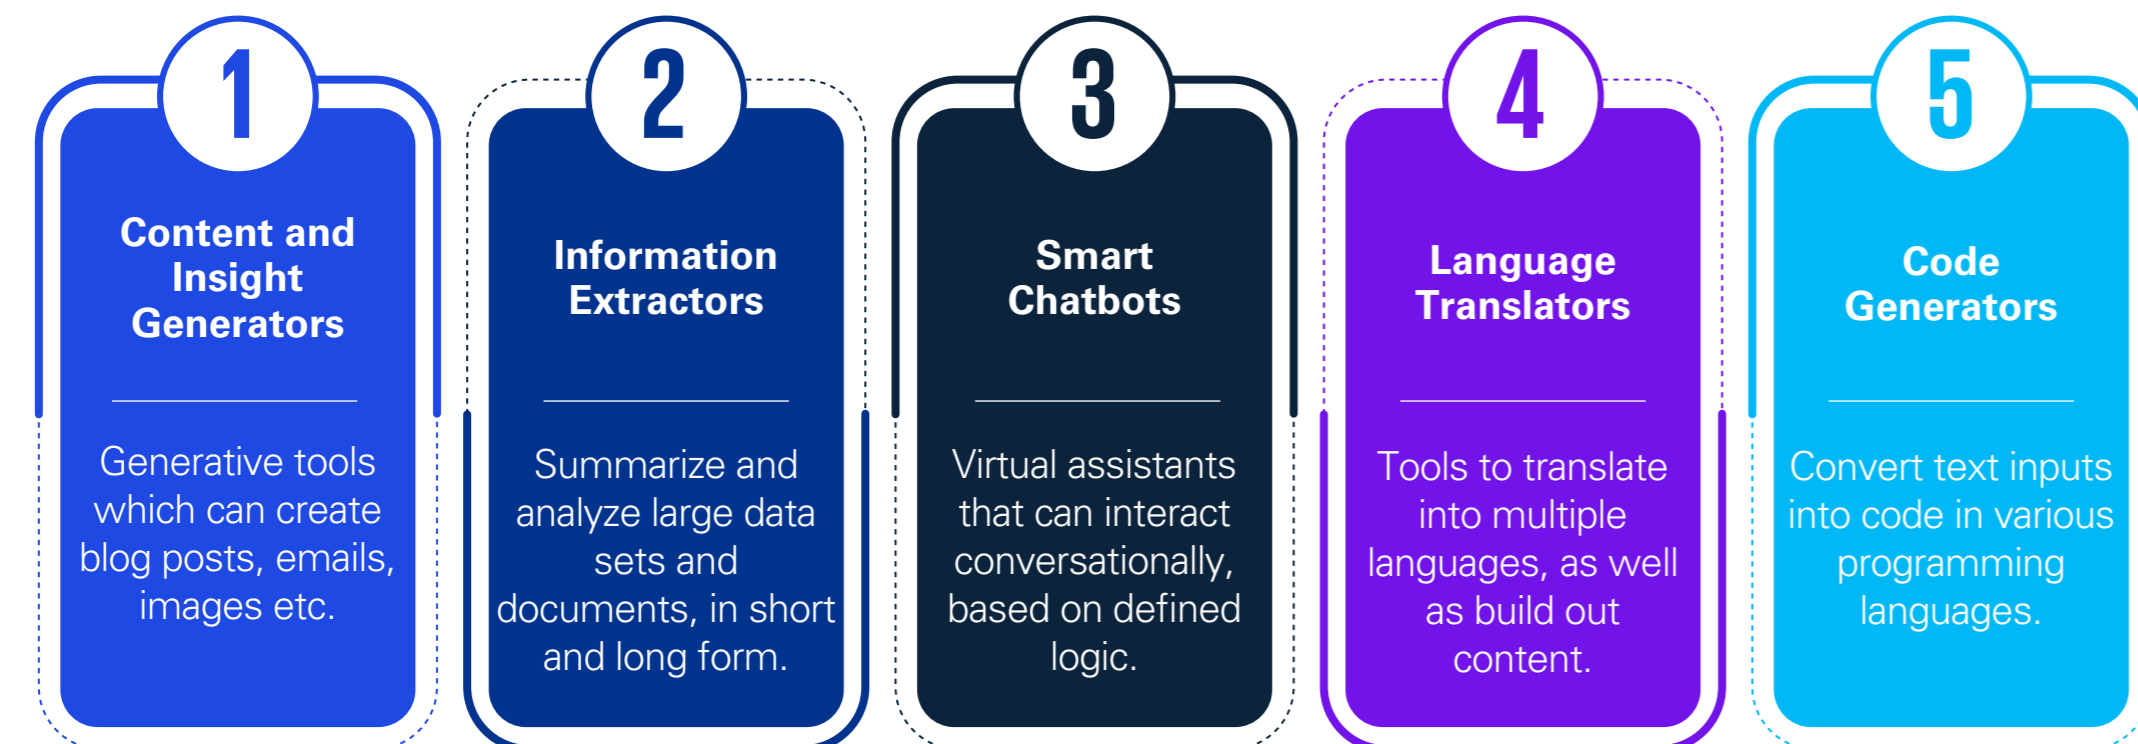 1
Content and
Insight
Generators
Generative tools
which can create
blog posts, emails,
images etc.
2
Information
Extractors
Summarize and
analyze large data
sets and
documents, in short
and long form.
3
Smart
Chatbots
Virtual assistants
that can interact
conversationally,
based on defined
logic.
4
Language
Translators
Tools to translate
into multiple
languages, as well
as build out
content.
5
Code
Generators
Convert text inputs
into code in various
programming
languages.